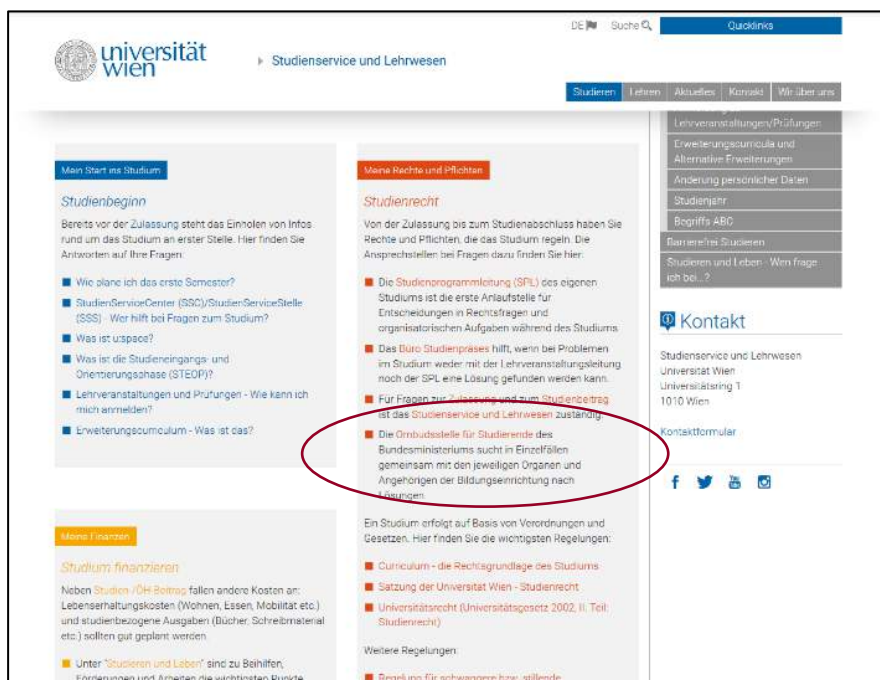 DE
Suche
Quicklinks
universität
wien
Studienservice und Lehrwesen
Studieren
Lehren
Aktuelles
Kontakt
Wir über uns
Mein Start ins Studium
Studienbeginn
Bereits vor der Zulassung steht das Einholen von Infos
rund um das Studium an erster Stelle. Hier finden Sie
Antworten auf Ihre Fragen:
Wie plane ich das erste Semester?
StudienServiceCenter (SSC)/StudienServiceStelle
(SSS) - Wer hilft bei Fragen zum Studium?
Was ist u:space?
Was ist die Studieneingangs- und
Orientierungsphase (STEOP)?
Lehrveranstaltungen und Prüfungen - Wie kann ich
mich anmelden?
Erweiterungscurriculum - Was ist das?
Meine Finanzen
Studium finanzieren
Neben Studien-/ÖH-Beitrag fallen andere Kosten an:
Lebenserhaltungskosten (Wohnen, Essen, Mobilität etc.)
und studienbezogene Ausgaben (Bücher, Schreibmaterial
etc.) sollten gut geplant werden.
Unter "Studieren und Leben" sind zu Beihilfen,
Förderungen und Arbeiten die wichtigsten Punkte
Meine Rechte und Pflichten
Studienrecht
Von der Zulassung bis zum Studienabschluss haben Sie
Rechte und Pflichten, die das Studium regeln. Die
Ansprechstellen bei Fragen dazu finden Sie hier:
Die Studienprogrammleitung (SPL) des eigenen
Studiums ist die erste Anlaufstelle für
Entscheidungen in Rechtsfragen und
organisatorischen Aufgaben während des Studiums.
Das Büro Studienpräses hilft, wenn bei Problemen
im Studium weder mit der Lehrveranstaltungsleitung
noch der SPL eine Lösung gefunden werden kann.
Für Fragen zur Zulassung und zum Studienbeitrag
ist das Studienservice und Lehrwesen zuständig.
Die Ombudsstelle für Studierende des
Bundesministeriums sucht in Einzelfällen
gemeinsam mit den jeweiligen Organen und
Angehörigen der Bildungseinrichtung nach
Lösungen.
Ein Studium erfolgt auf Basis von Verordnungen und
Gesetzen. Hier finden Sie die wichtigsten Regelungen:
Curriculum - die Rechtsgrundlage des Studiums
Satzung der Universität Wien - Studienrecht
Universitätsrecht (Universitätsgesetz 2002, II. Teil:
Studienrecht)
Weitere Regelungen:
Regelung für schwangere bzw. stillende
Lehrveranstaltungen/Prüfungen
Erweiterungscurricula und
Alternative Erweiterungen
Änderung persönlicher Daten
Studienjahr
Begriffs-ABC
Barrierefrei Studieren
Studieren und Leben - Wen frage
ich bei...?
Kontakt
Studienservice und Lehrwesen
Universität Wien
Universitätsring 1
1010 Wien
Kontaktformular